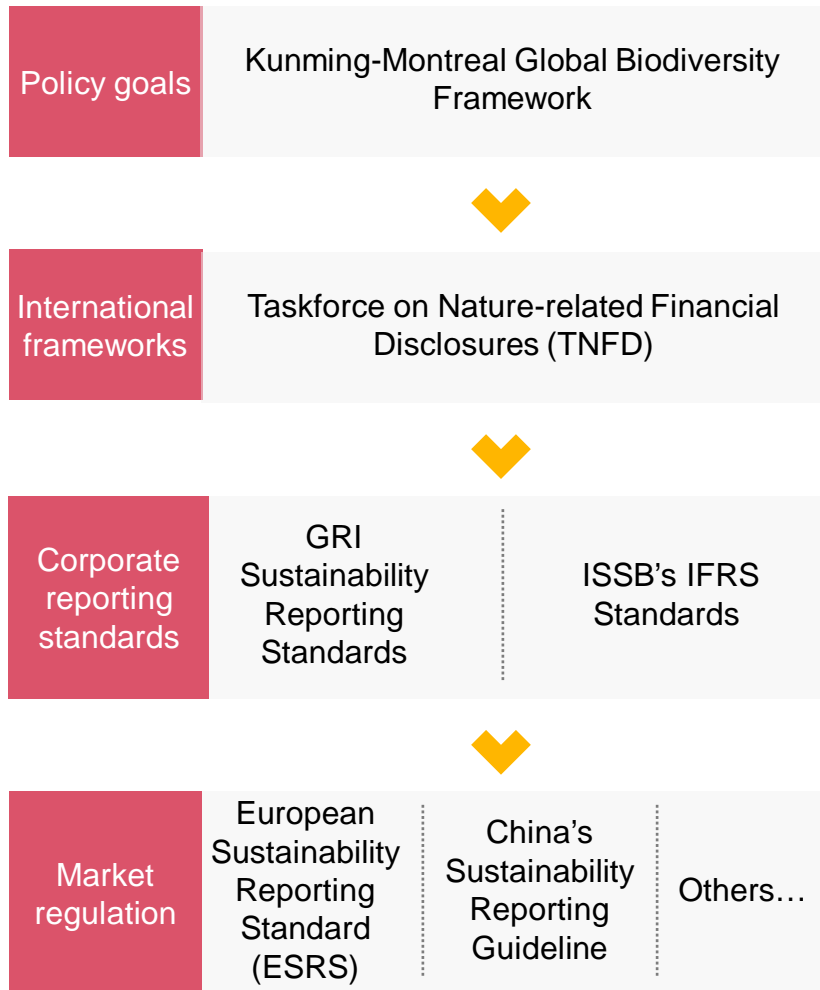 Policy goals
Kunming-Montreal Global Biodiversity
Framework
International
frameworks
Taskforce on Nature-related Financial
Disclosures (TNFD)
Corporate
reporting
standards
GRI
Sustainability
Reporting
Standards
ISSB’s IFRS
Standards
Market
regulation
European
Sustainability
Reporting
Standard
(ESRS)
China’s
Sustainability
Reporting
Guideline
Others…